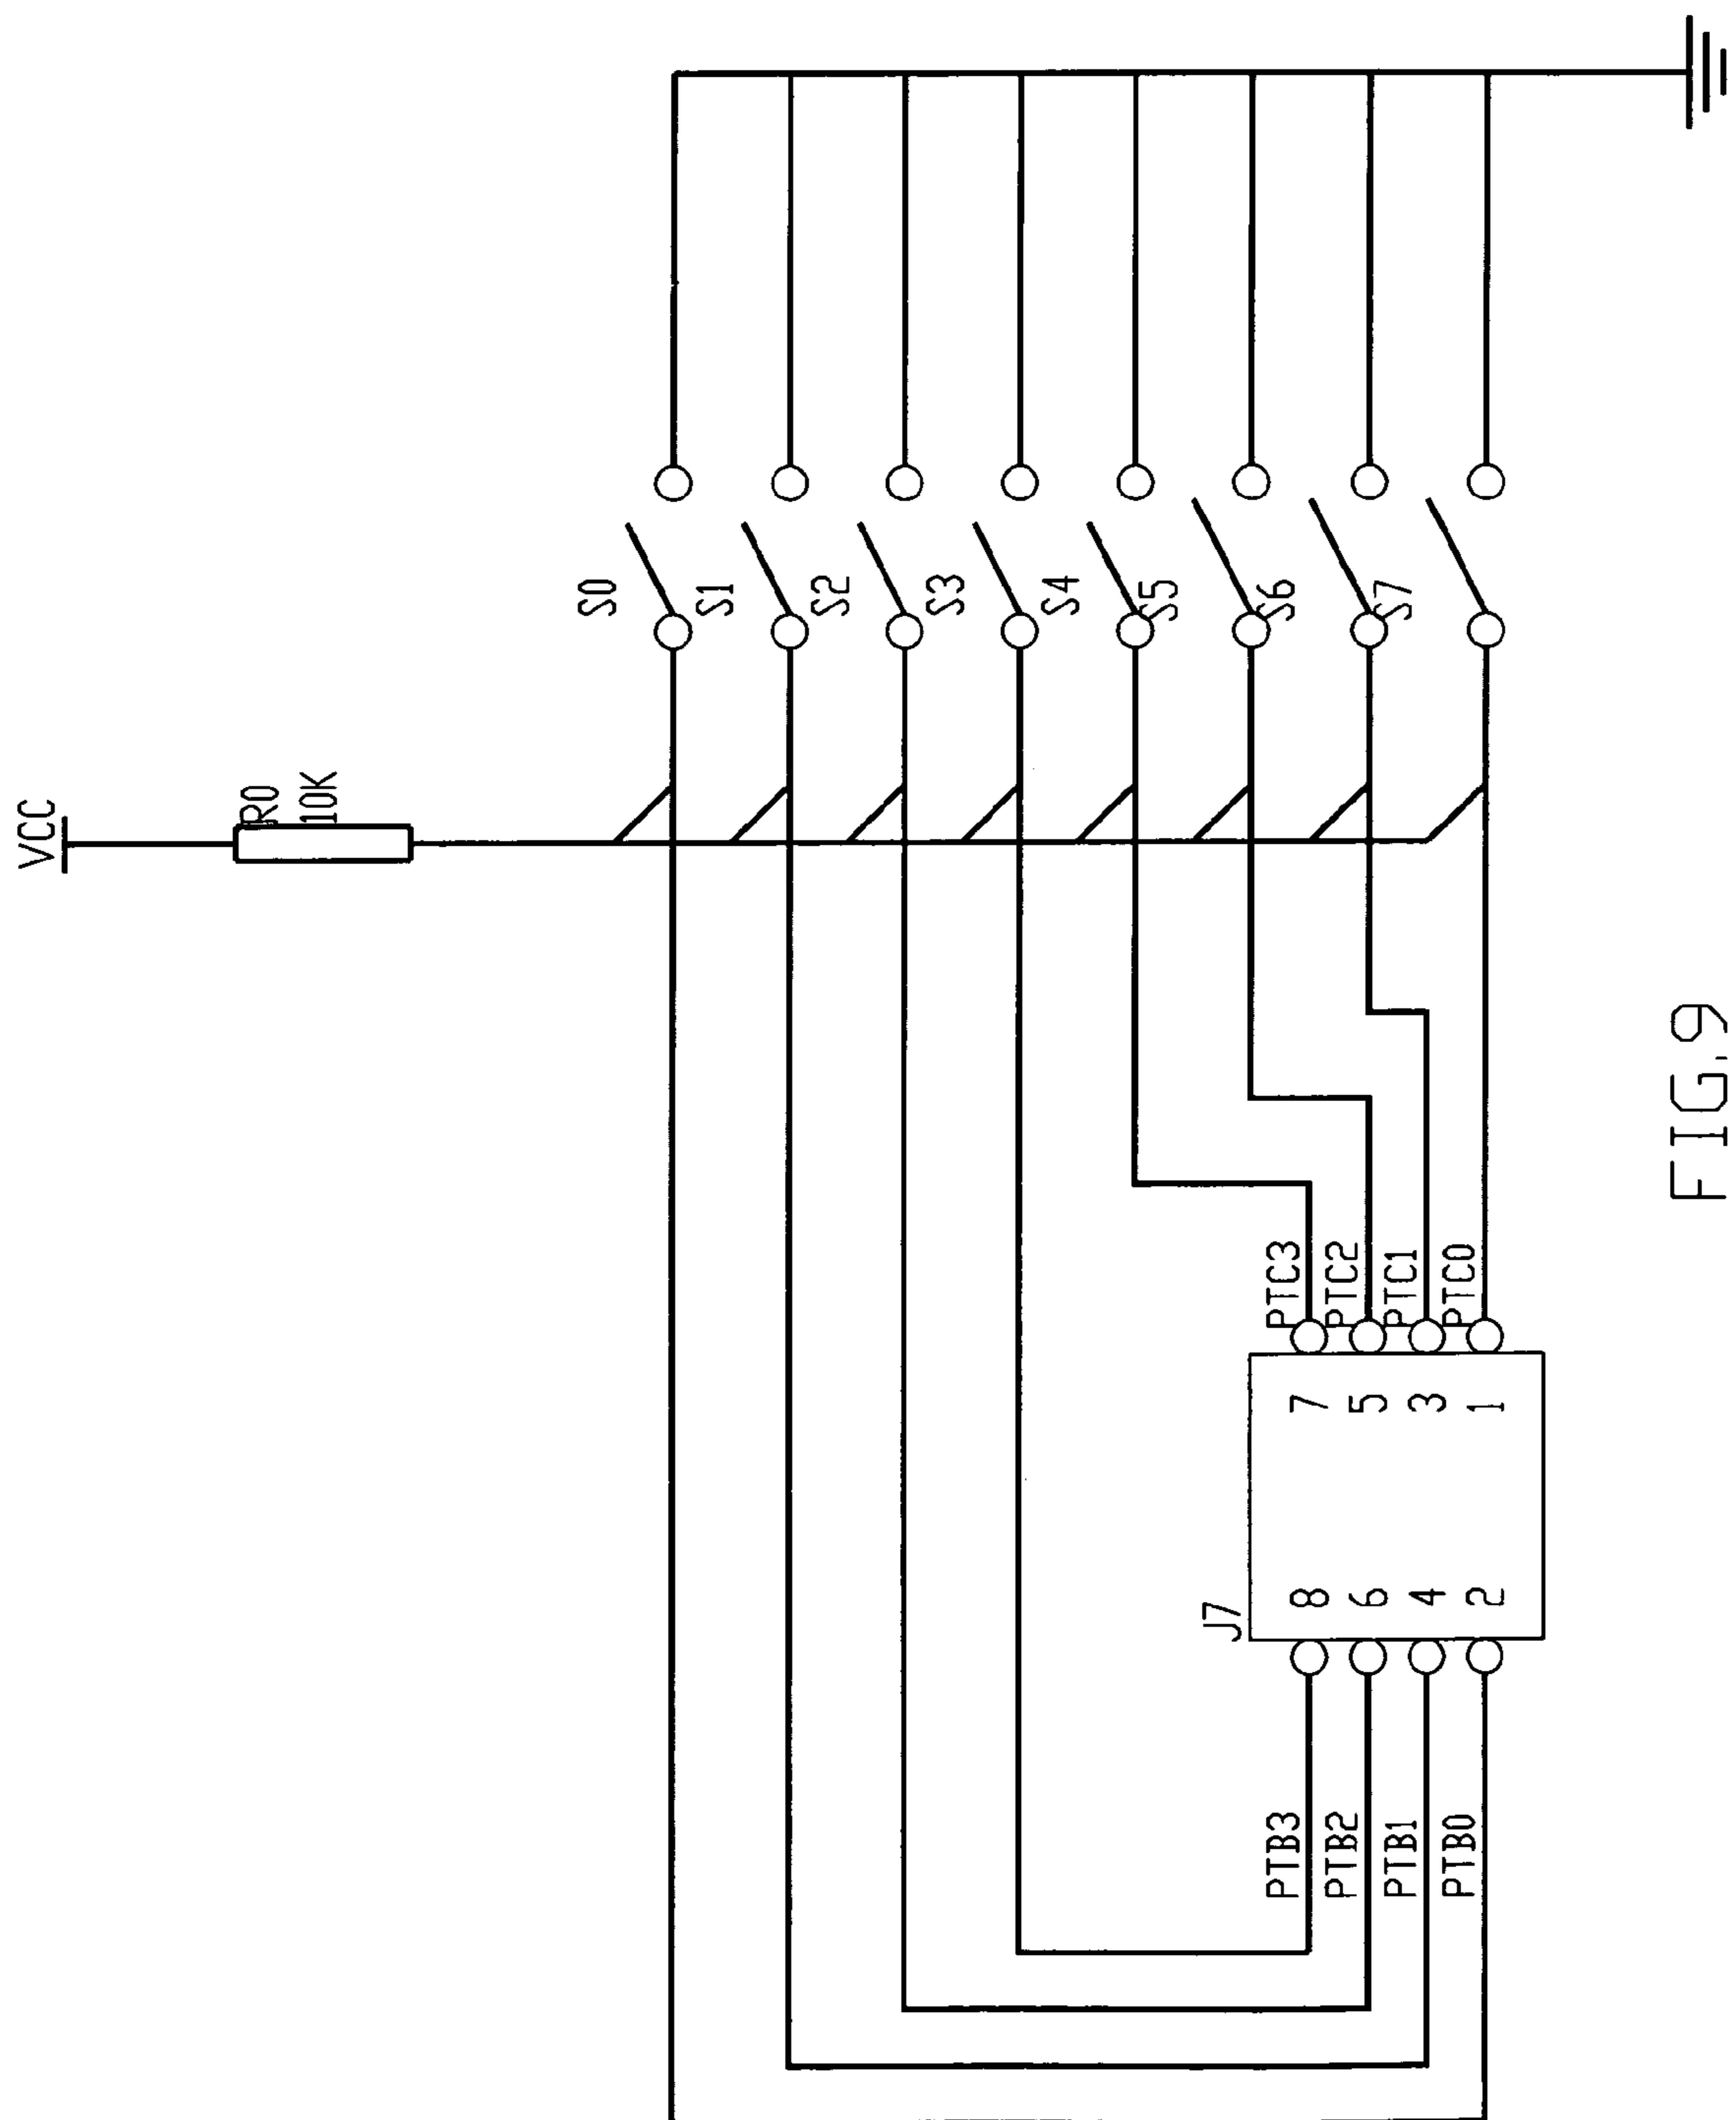 VCC
R0
10K
S0
S1
S2
S3
S4
S5
S6
S7
J7
8
6
4
2
7
5
3
1
PTB3
PTB2
PTB1
PTB0
PTC3
PTC2
PTC1
PTC0
FIG.9